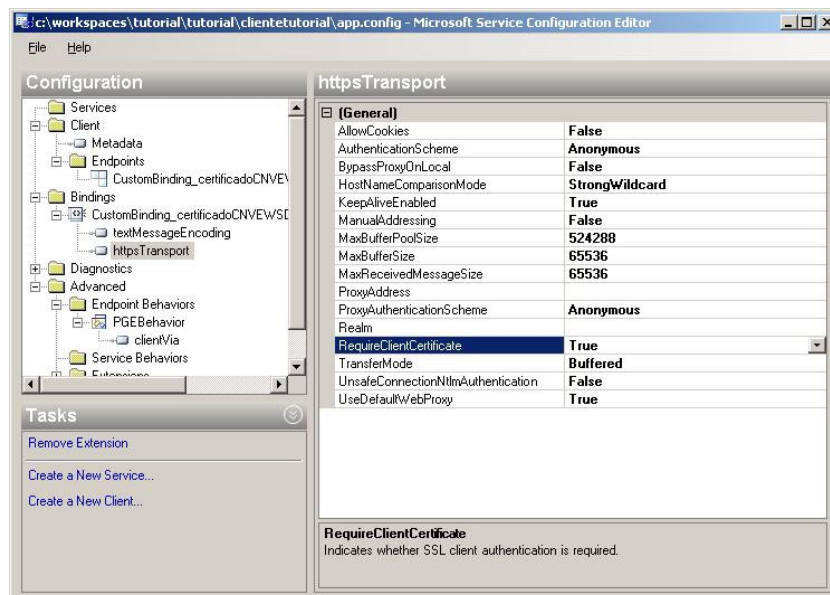 c:\workspaces\tutorial\tutorial\clientetutorial\app.config - Microsoft Service Configuration Editor
File Help
Configuration
Services
Client
Metadata
Endpoints
CustomBinding_certificadoCNVEV
Bindings
CustomBinding_certificadoCNVEWSD
textMessageEncoding
httpsTransport
Diagnostics
Advanced
Endpoint Behaviors
PGEBehavior
clientVia
Service Behaviors
Extensions
Tasks
Remove Extension
Create a New Service...
Create a New Client...
httpsTransport
(General)
AllowCookies False
AuthenticationScheme Anonymous
BypassProxyOnLocal False
HostNameComparisonMode StrongWildcard
KeepAliveEnabled True
ManualAddressing False
MaxBufferPoolSize 524288
MaxBufferSize 65536
MaxReceivedMessageSize 65536
ProxyAddress
ProxyAuthenticationScheme Anonymous
Realm
RequireClientCertificate True
TransferMode Buffered
UnsafeConnectionNtlmAuthentication False
UseDefaultWebProxy True
RequireClientCertificate
Indicates whether SSL client authentication is required.